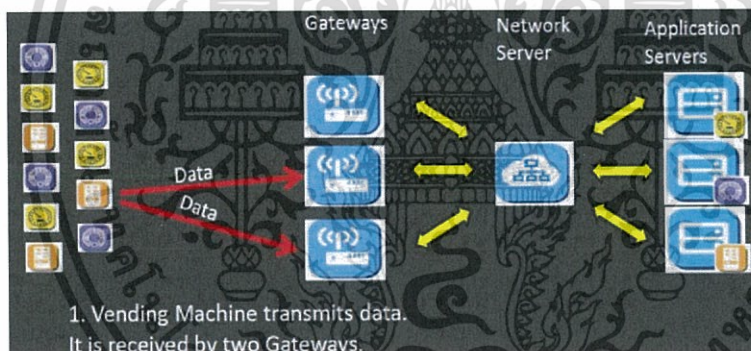 Gateways
Network
Server
Application
Servers
Data
Data
1. Vending Machine transmits data.
It is received by two Gateways.